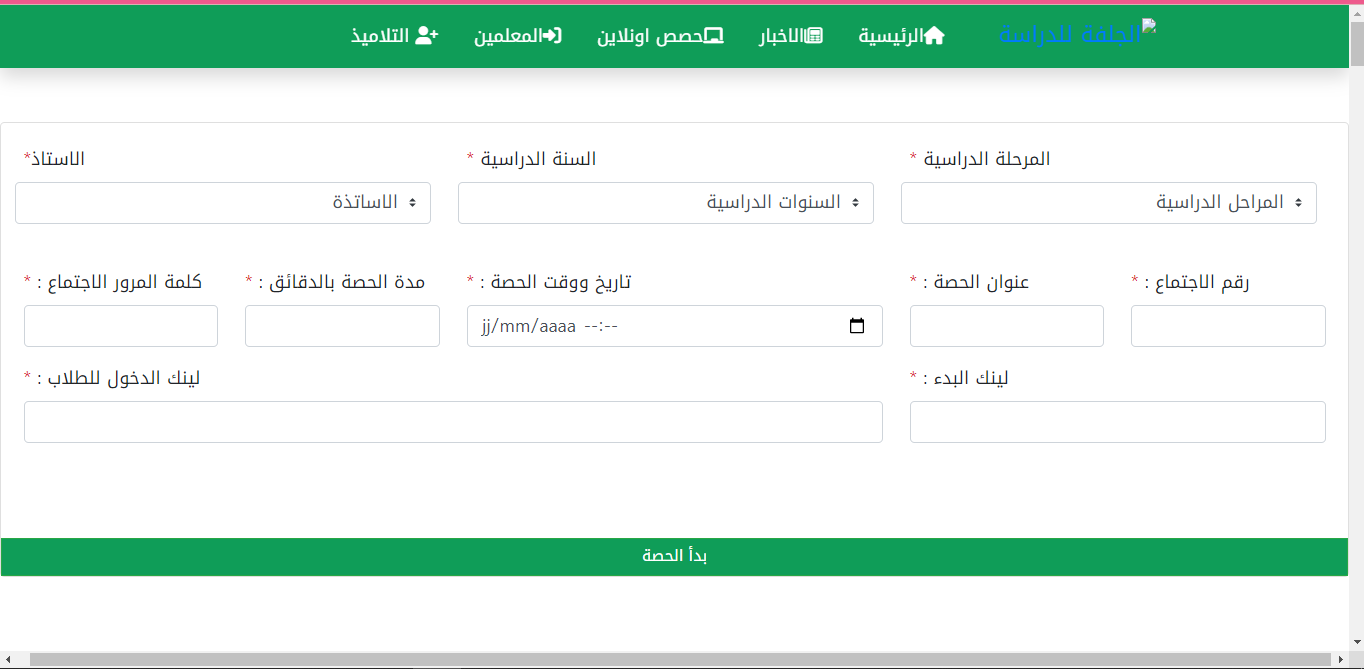 الجلفة للدراسة
الرئيسية
الاخبار
حصص اونلاين
المعلمين
التلاميذ
المرحلة الدراسية *
السنة الدراسية *
الاستاذ*
المراحل الدراسية
السنوات الدراسية
الاساتذة
رقم الاجتماع : *
عنوان الحصة : *
تاريخ ووقت الحصة : *
مدة الحصة بالدقائق : *
كلمة المرور الاجتماع : *
jj/mm/aaaa --:--
لينك البدء : *
لينك الدخول للطلاب : *
بدأ الحصة